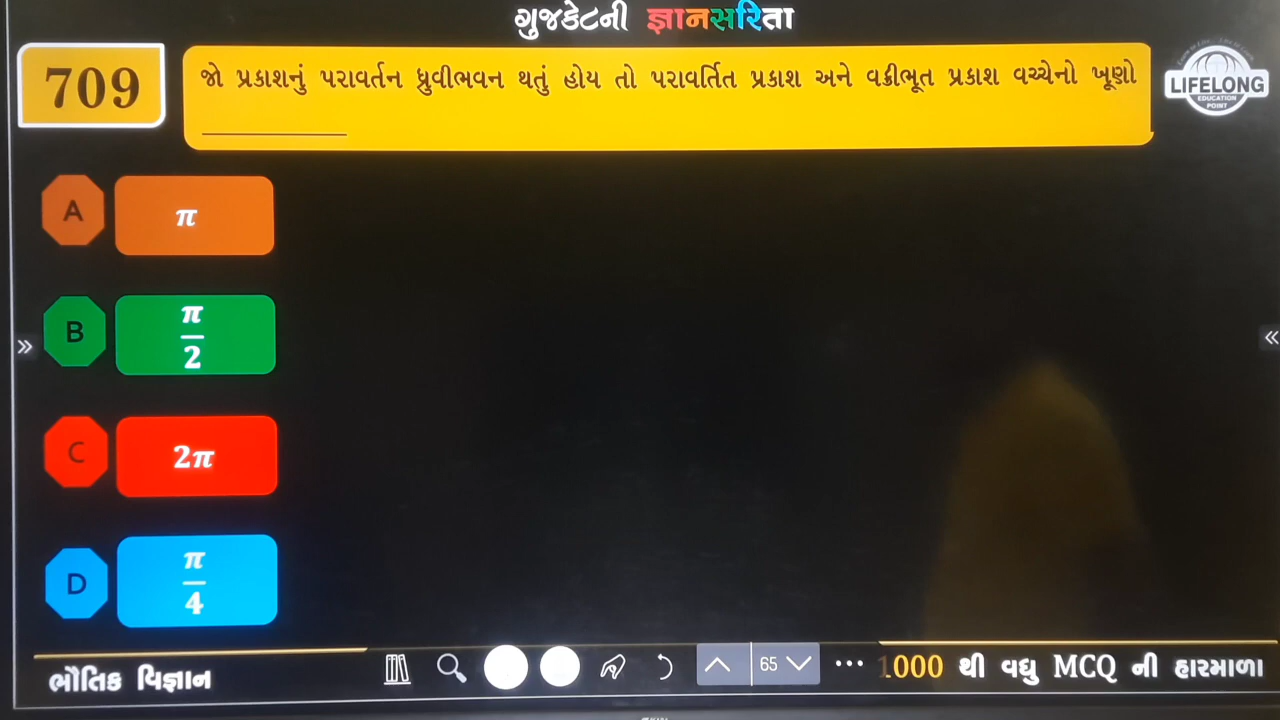 ગુજકેટની જ્ઞાનસરિતા
709
જો પ્રકાશનું પરાવર્તન ધ્રુવીભવન થતું હોય તો પરાવર્તિત પ્રકાશ અને વક્રીભૂત પ્રકાશ વચ્ચેનો ખૂણો
____________
LIFELONG
EDUCATION
POINT
A π
B π/2
C 2π
D π/4
ભૌતિક વિજ્ઞાન
65
1000 થી વધુ MCQ ની હારમાળા